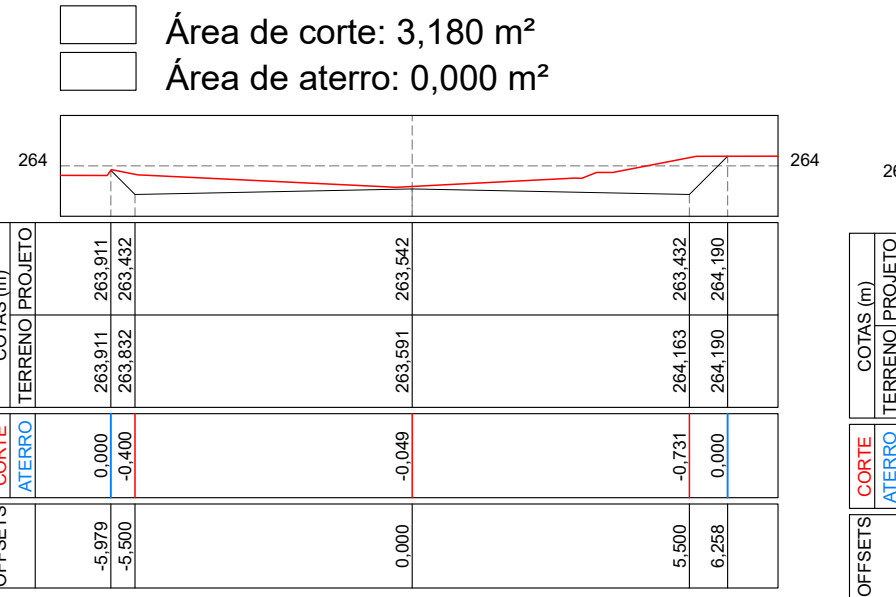 Área de corte: 3,180 m²
Área de aterro: 0,000 m²
264
264
COTAS (m)
PROJETO
263,911
263,432
263,542
263,432
264,190
TERRENO
263,911
263,832
263,591
264,163
264,190
CORTE
ATERRO
0,000
-0,400
-0,049
-0,731
0,000
OFFSETS
-5,979
-5,500
0,000
5,500
6,258
COTAS (m)
PROJETO
TERRENO
CORTE
ATERRO
OFFSETS